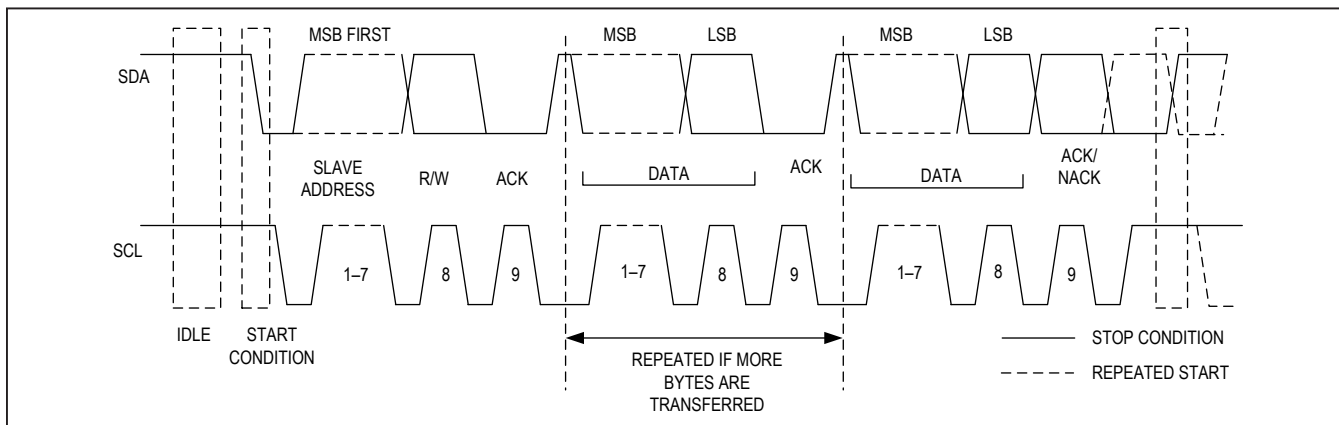 MSB FIRST
MSB
LSB
MSB
LSB
SDA
SLAVE
ADDRESS
R/W
ACK
DATA
ACK
DATA
ACK/
NACK
SCL
1–7
8
9
1–7
8
9
1–7
8
9
IDLE
START
CONDITION
REPEATED IF MORE
BYTES ARE
TRANSFERRED
STOP CONDITION
REPEATED START